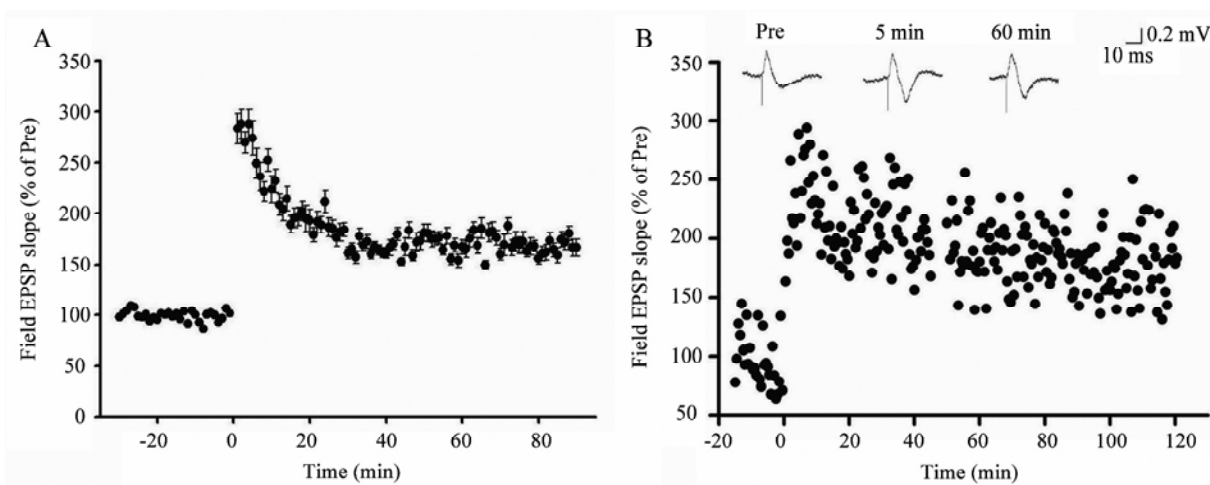 A
350
300
250
200
150
100
50
0
Field EPSP slope (% of Pre)
-20 0 20 40 60 80
Time (min)
B
Pre 5 min 60 min
0.2 mV
10 ms
350
300
250
200
150
100
50
Field EPSP slope (% of Pre)
-20 0 20 40 60 80 100 120
Time (min)